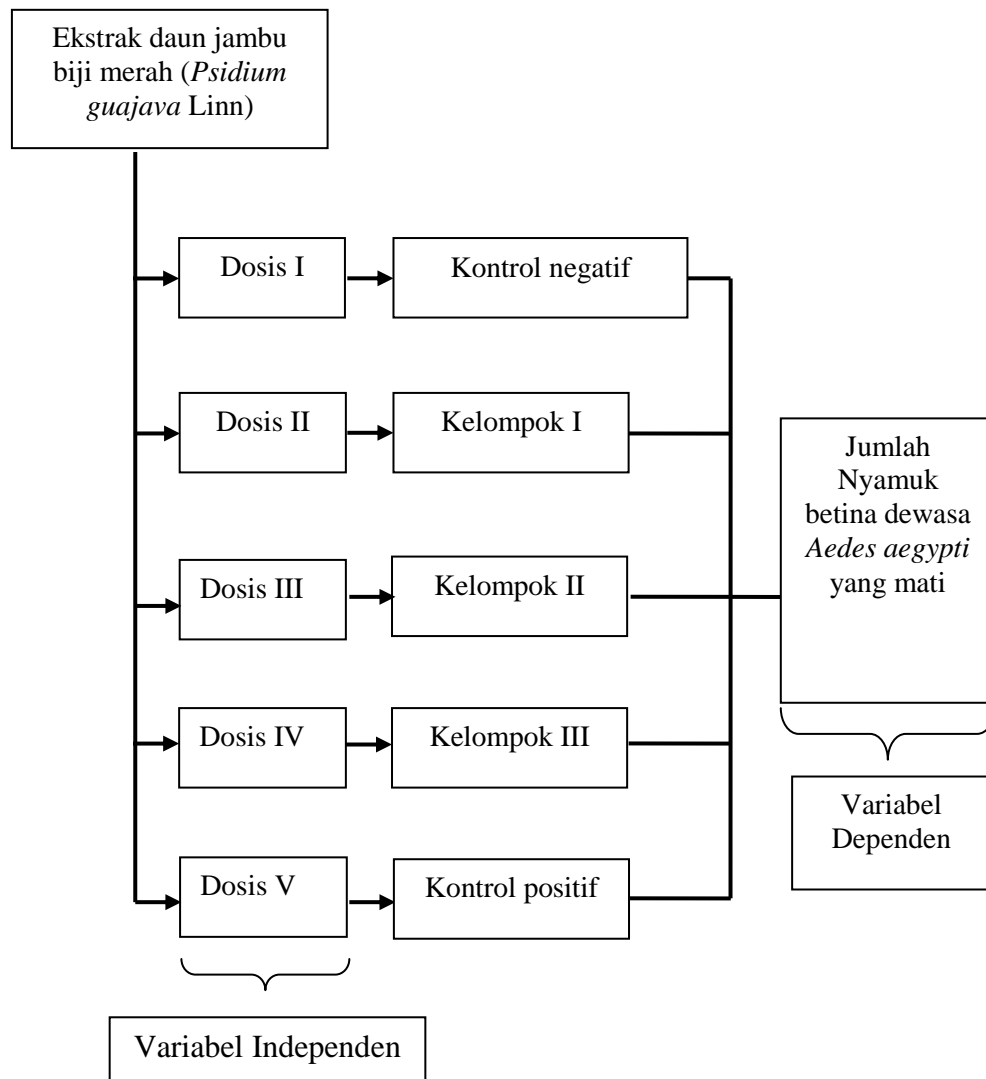 Ekstrak daun jambu
biji merah (Psidium
guajava Linn)
Dosis I
Kontrol negatif
Dosis II
Kelompok I
Jumlah
Nyamuk
betina dewasa
Aedes aegypti
yang mati
Dosis III
Kelompok II
Dosis IV
Kelompok III
Variabel
Dependen
Dosis V
Kontrol positif
Variabel Independen